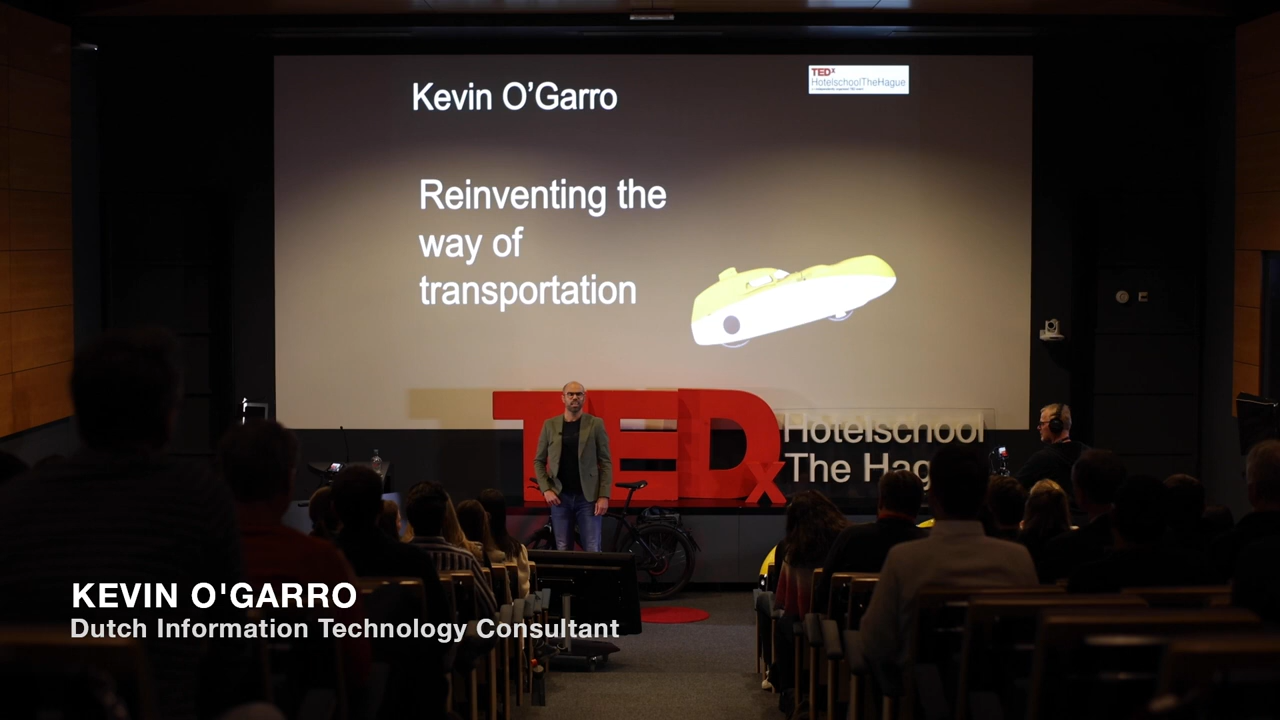 Kevin O’Garro
TEDx
HotelschoolTheHague
Reinventing the
way of
transportation
TEDx
Hotelschool
The Hag
KEVIN O'GARRO
Dutch Information Technology Consultant